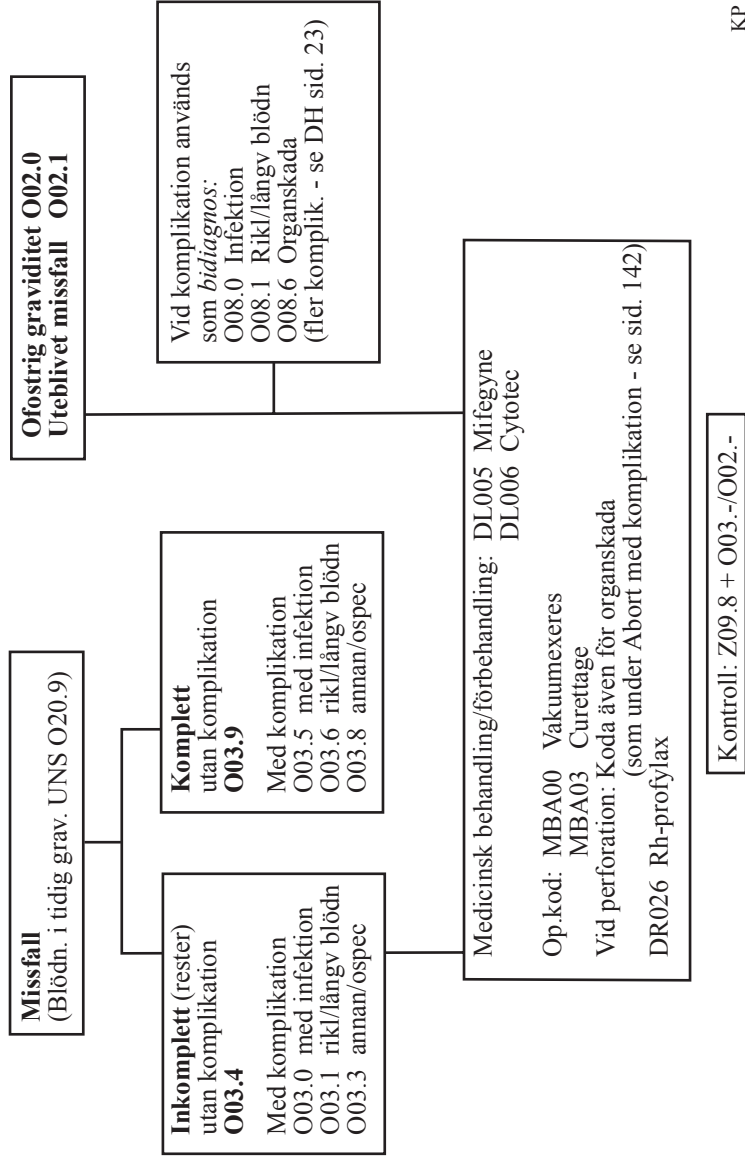 Missfall
(Blödn. i tidig grav. UNS O20.9)
Ofostrig graviditet O02.0
Uteblivet missfall O02.1
Inkomplett (rester)
utan komplikation
O03.4
Med komplikation
O03.0 med infektion
O03.1 rikl/långv blödn
O03.3 annan/ospec
Komplett
utan komplikation
O03.9
Med komplikation
O03.5 med infektion
O03.6 rikl/långv blödn
O03.8 annan/ospec
Vid komplikation används
som bidiagnos:
O08.0 Infektion
O08.1 Rikl/långv blödn
O08.6 Organskada
(fler komplik. - se DH sid. 23)
Medicinsk behandling/förbehandling: DL005 Mifegyne
DL006 Cytotec
Op.kod: MBA00 Vakuumexeres
MBA03 Curettage
Vid perforation: Koda även för organskada
(som under Abort med komplikation - se sid. 142)
DR026 Rh-profylax
Kontroll: Z09.8 + O03.-/O02.-
KP